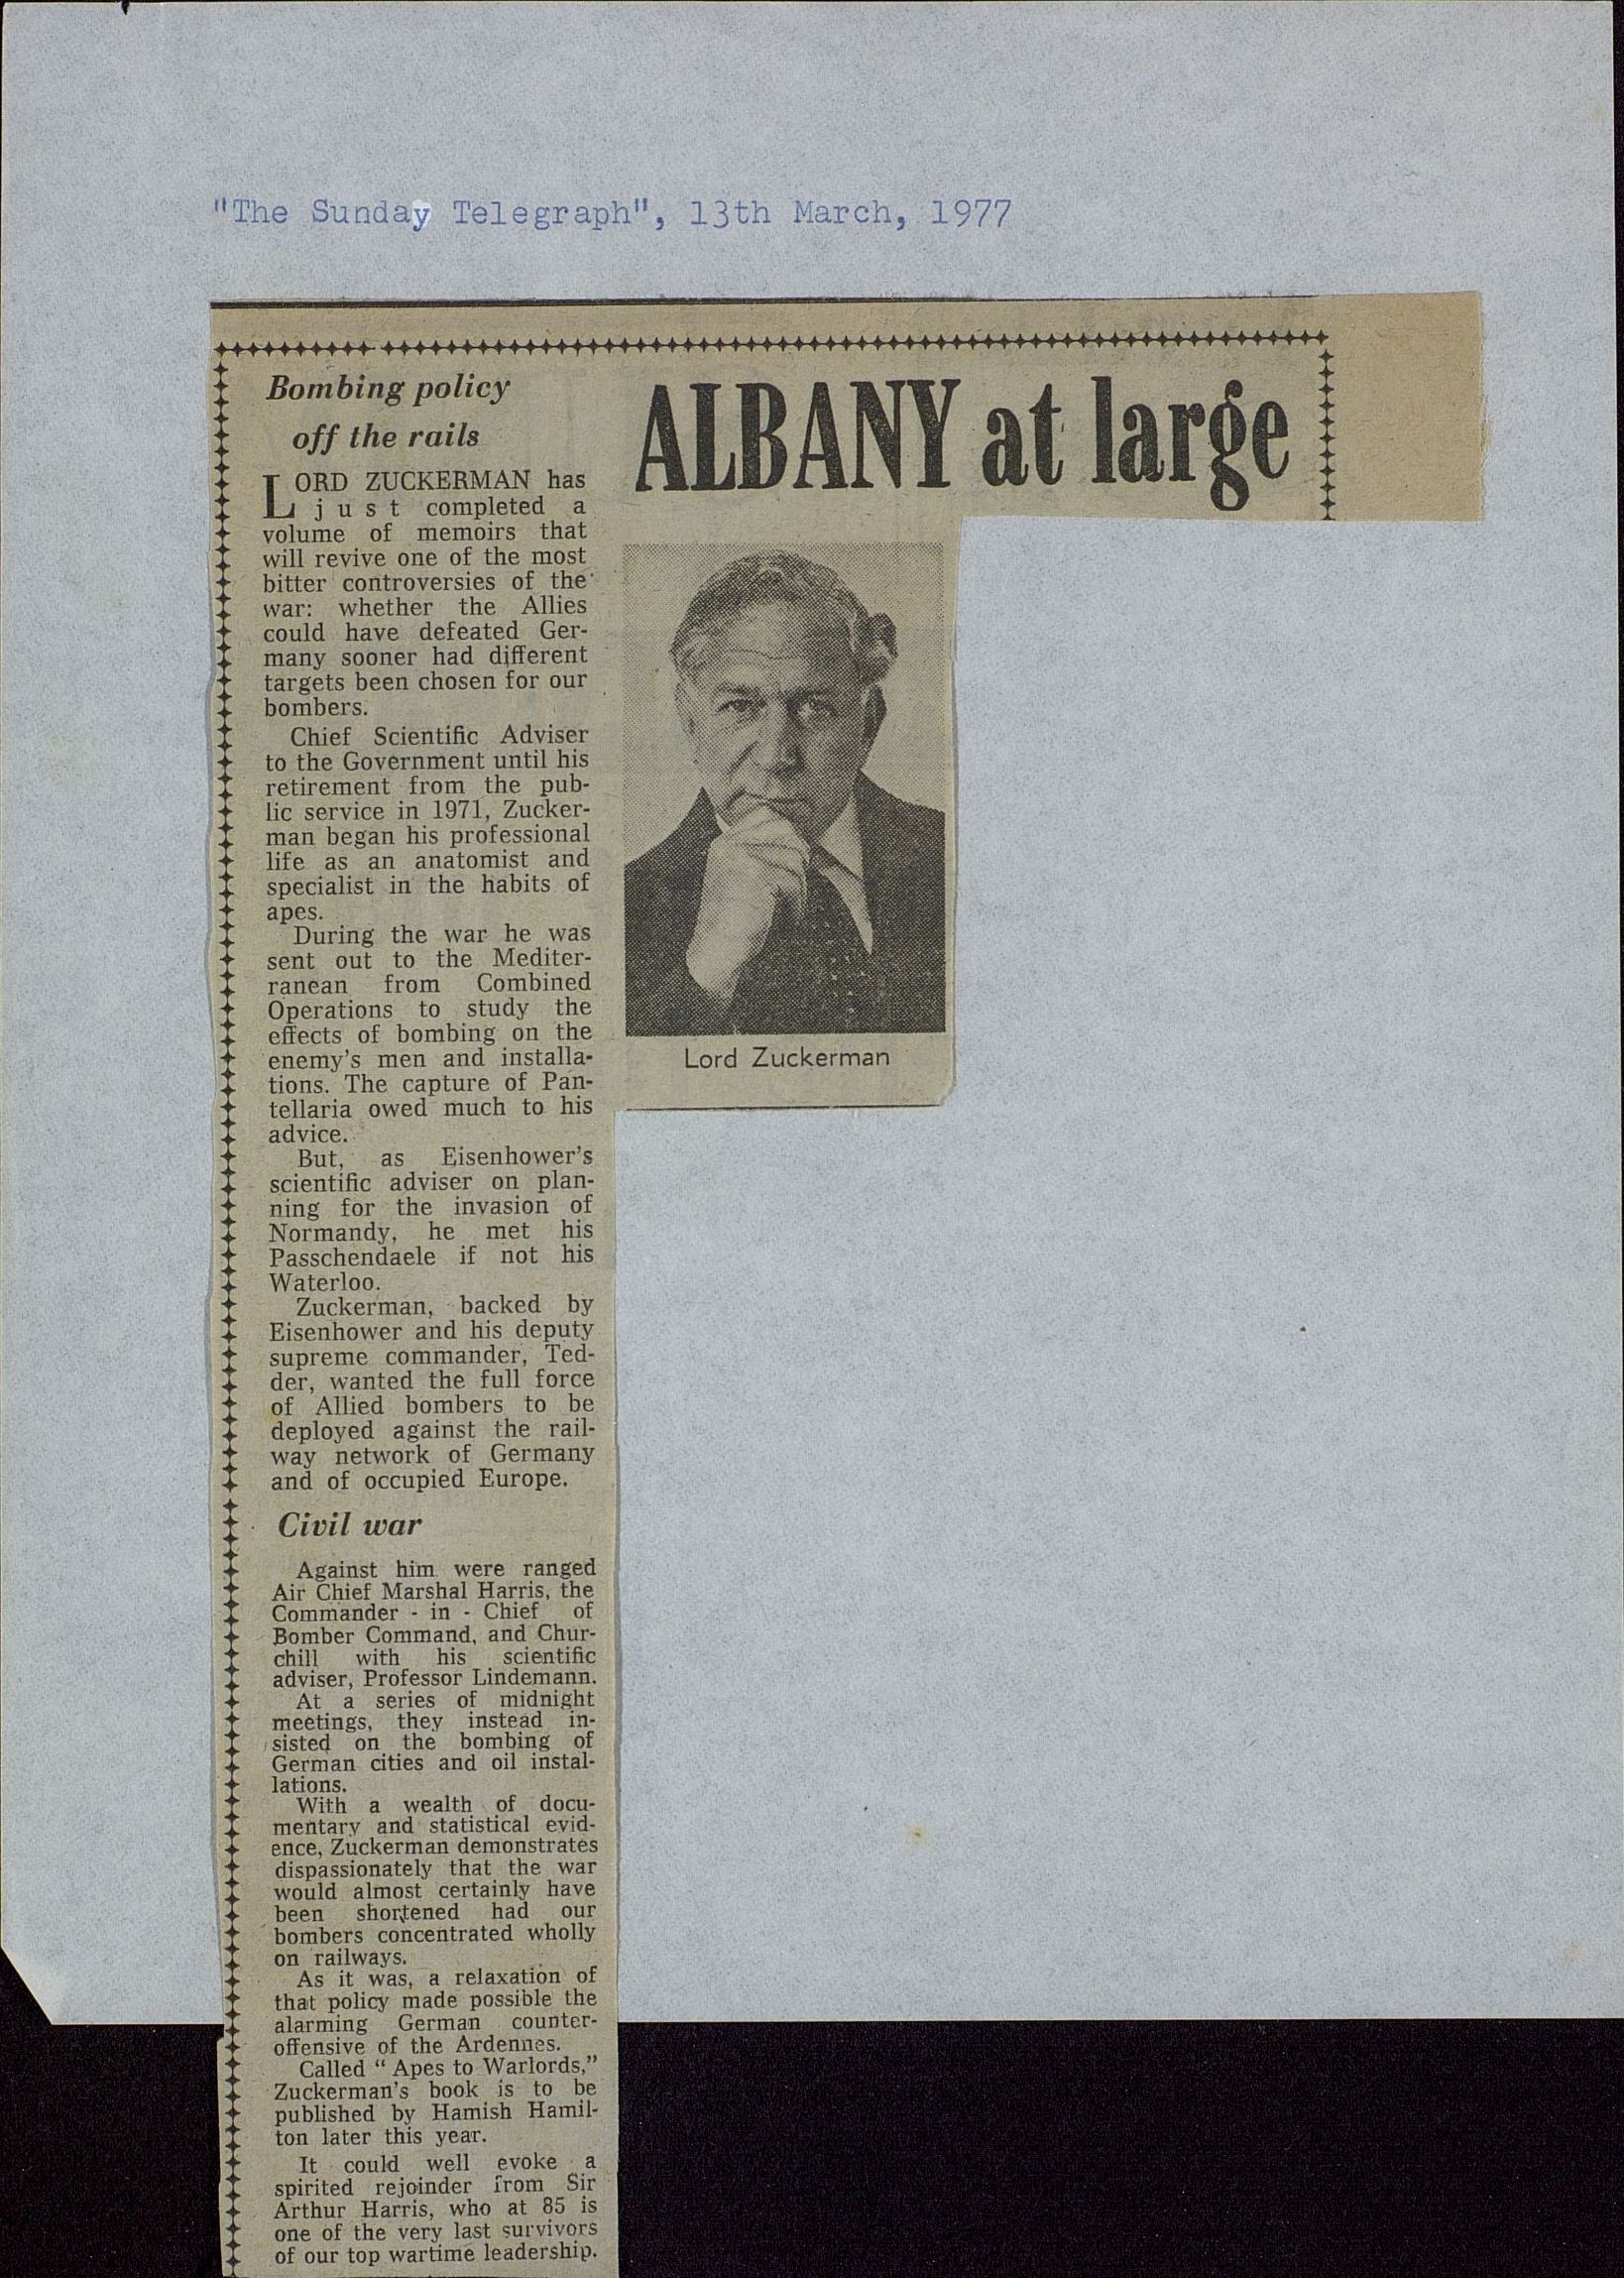 "The Sunday Telegraph", 13th March, 1977
ALBANY at large
Bombing policy
off the rails
LORD ZUCKERMAN has
just completed a
volume of memoirs that
will revive one of the most
bitter controversies of the
war: whether the Allies
could have defeated Ger-
many sooner had different
targets been chosen for our
bombers.
Chief Scientific Adviser
to the Government until his
retirement from the pub-
lic service in 1971, Zucker-
man began his professional
life as an anatomist and
specialist in the habits of
apes.
During the war he was
sent out to the Mediter-
ranean from Combined
Operations to study the
effects of bombing on the
enemy's men and installa-
tions. The capture of Pan-
tellaria owed much to his
advice.
But, as Eisenhower's
scientific adviser on plan-
ning for the invasion of
Normandy, he met his
Passchendaele if not his
Waterloo.
Zuckerman, backed by
Eisenhower and his deputy
supreme commander, Ted-
der, wanted the full force
of Allied bombers to be
deployed against the rail-
way network of Germany
and of occupied Europe.
Civil war
Against him were ranged
Air Chief Marshal Harris, the
Commander - in - Chief of
Bomber Command, and Chur-
chill with his scientific
adviser, Professor Lindemann.
At a series of midnight
meetings, they instead in-
sisted on the bombing of
German cities and oil instal-
lations.
With a wealth of docu-
mentary and statistical evid-
ence, Zuckerman demonstrates
dispassionately that the war
would almost certainly have
been shortened had our
bombers concentrated wholly
on railways.
As it was, a relaxation of
that policy made possible the
alarming German counter-
offensive of the Ardennes.
Called "Apes to Warlords,"
Zuckerman's book is to be
published by Hamish Hamil-
ton later this year.
It could well evoke a
spirited rejoinder from Sir
Arthur Harris, who at 85 is
one of the very last survivors
of our top wartime leadership.
Lord Zuckerman